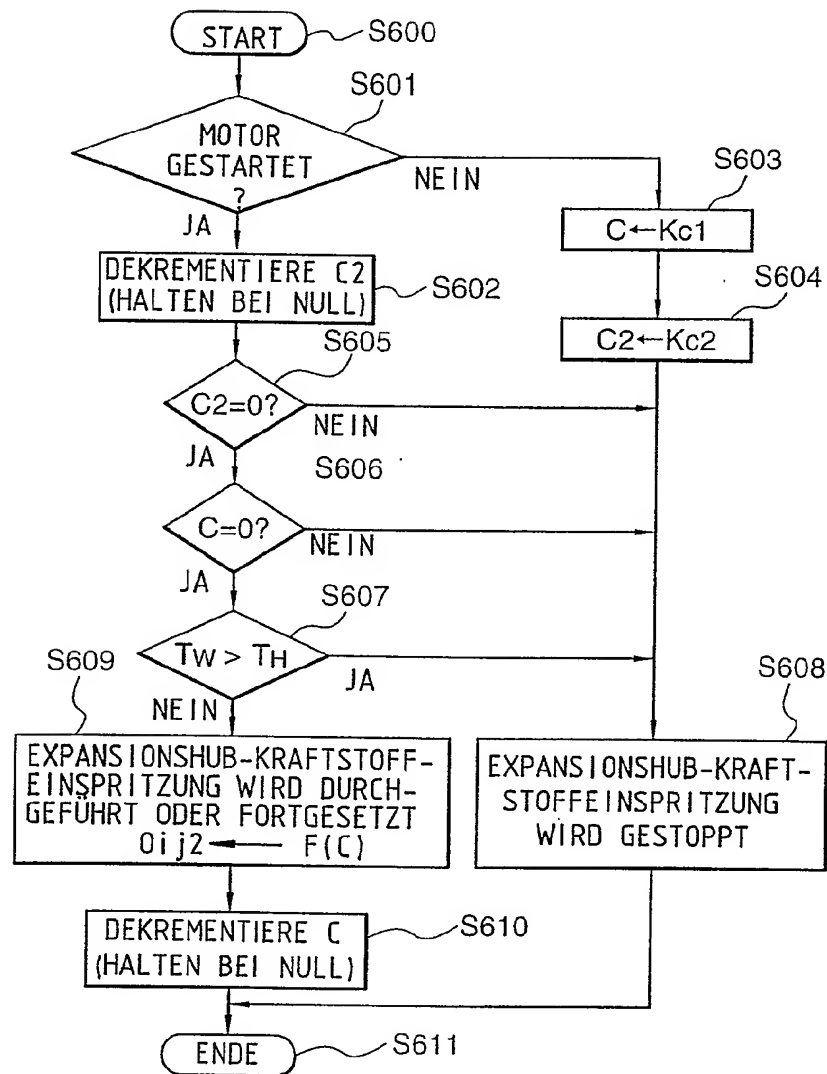 START
S600
S601
MOTOR
GESTARTET
?
NEIN
JA
S603
C←Kc1
DEKREMENTIERE C2
(HALTEN BEI NULL)
S602
S604
C2←Kc2
S605
C2=0?
NEIN
JA
S606
C=0?
NEIN
JA
S607
TW > TH
JA
NEIN
S609
EXPANSIONSHUB-KRAFTSTOFF-
EINSPRITZUNG WIRD DURCH-
GEFÜHRT ODER FORTGESETZT
Qij2 ← F(C)
S608
EXPANSIONSHUB-KRAFT-
STOFFEINSPRITZUNG
WIRD GESTOPPT
DEKREMENTIERE C
(HALTEN BEI NULL)
S610
ENDE
S611